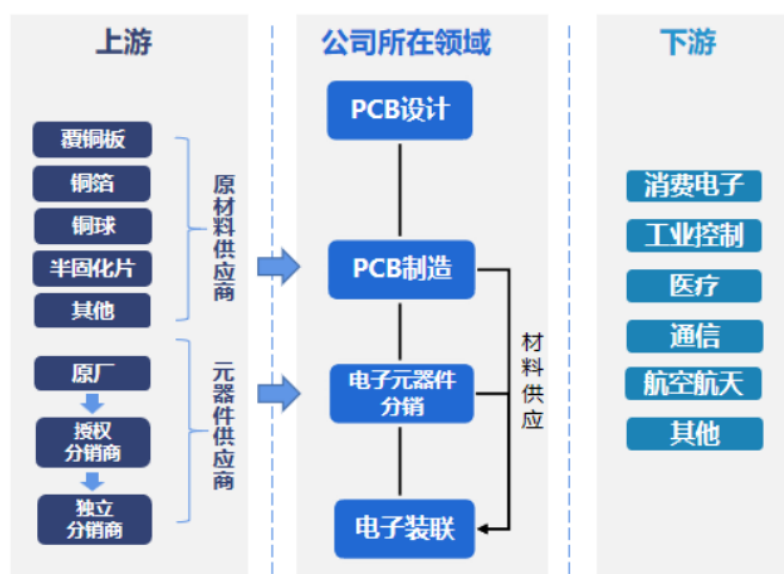 上游
覆铜板
铜箔
铜球
半固化片
其他
原材料供应商
原厂
授权
分销商
独立
分销商
元器件供应商
公司所在领域
PCB设计
PCB制造
电子元器件
分销
电子装联
材料供应
下游
消费电子
工业控制
医疗
通信
航空航天
其他